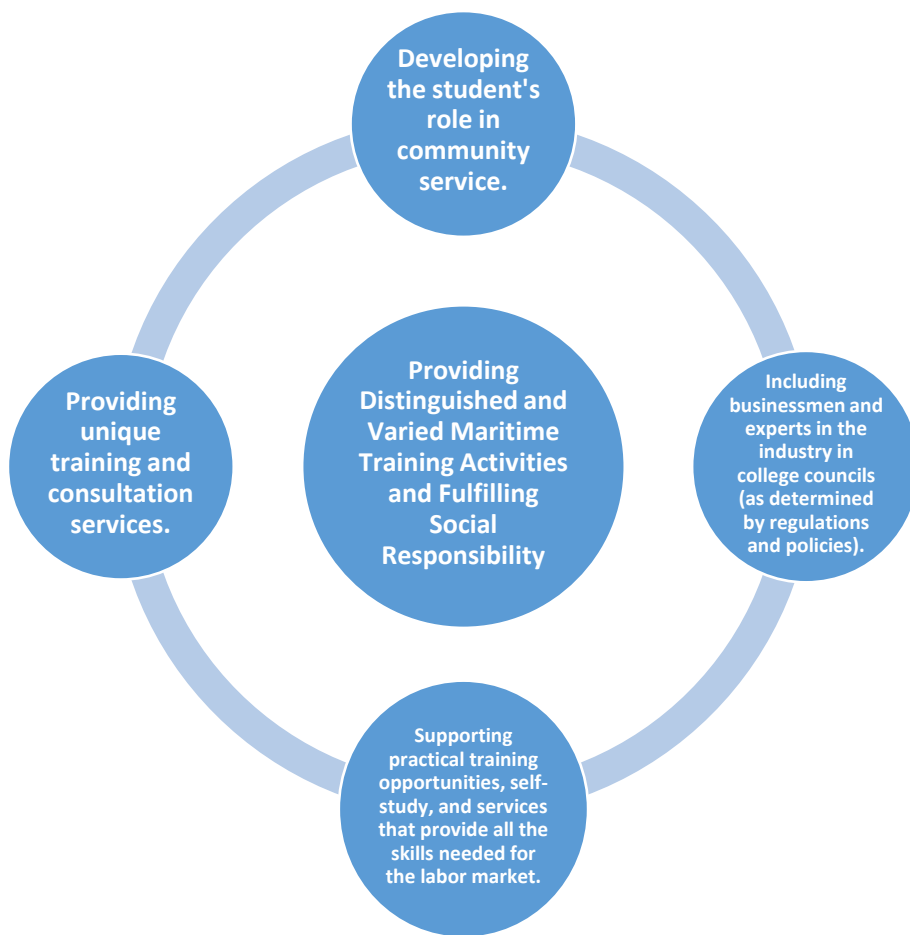 Developing
the student's
role in
community
service.
Providing
unique
training and
consultation
services.
Providing
Distinguished and
Varied Maritime
Training Activities
and Fulfilling
Social
Responsibility
Including
businessmen and
experts in the
industry in
college councils
(as determined
by regulations
and policies).
Supporting
practical training
opportunities, self-
study, and services
that provide all the
skills needed for
the labor market.